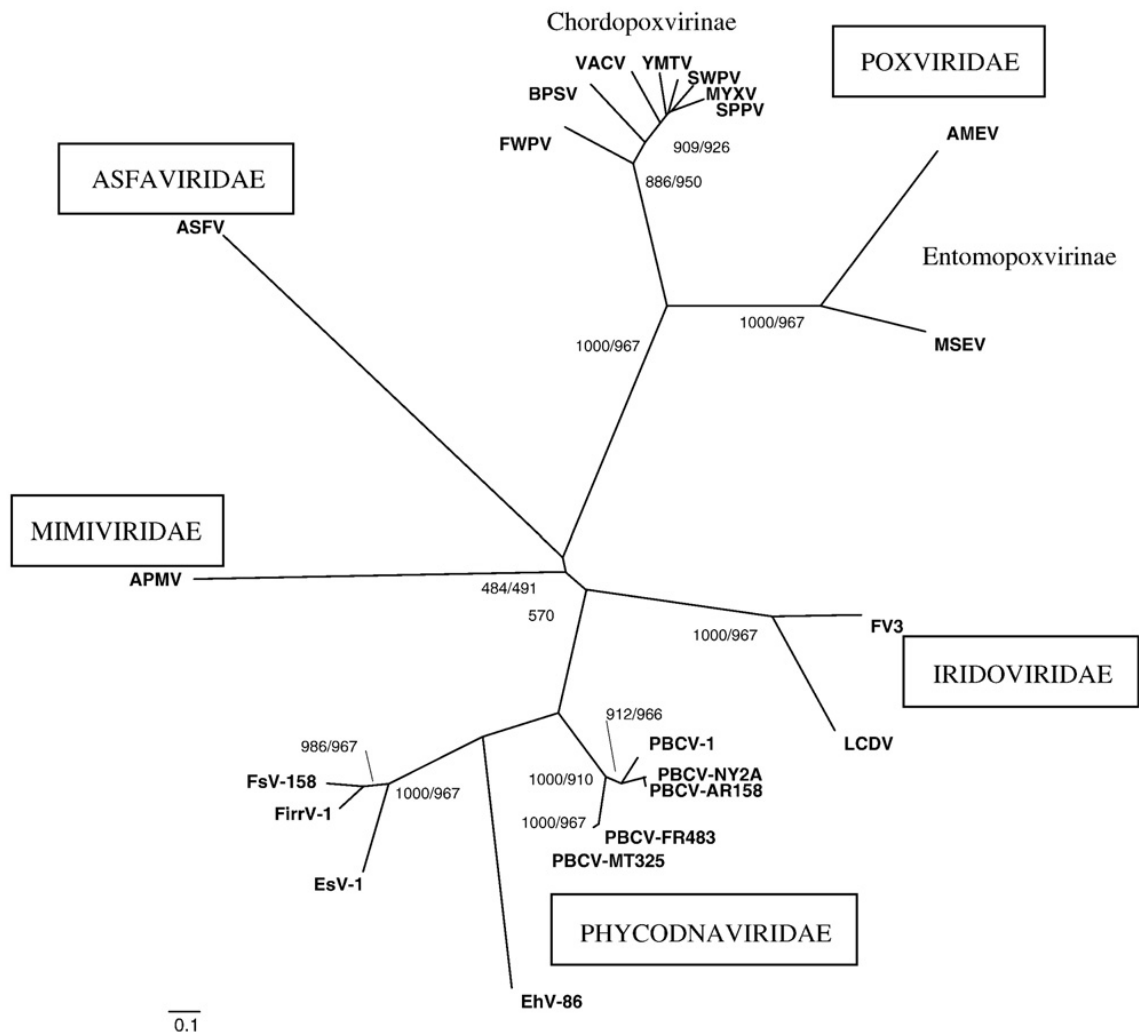 Chordopoxvirinae
POXVIRIDAE
VACV
YMTV
SWPV
BPSV
MYXV
SPPV
FWPV
909/926
AMEV
886/950
ASFAVIRIDAE
ASFV
Entomopoxvirinae
1000/967
1000/967
MSEV
MIMIVIRIDAE
APMV
484/491
570
1000/967
FV3
IRIDOVIRIDAE
LCDV
912/966
986/967
PBCV-1
FsV-158
1000/967
1000/910
PBCV-NY2A
PBCV-AR158
FirrV-1
1000/967
PBCV-FR483
PBCV-MT325
EsV-1
PHYCODNAVIRIDAE
EhV-86
0.1